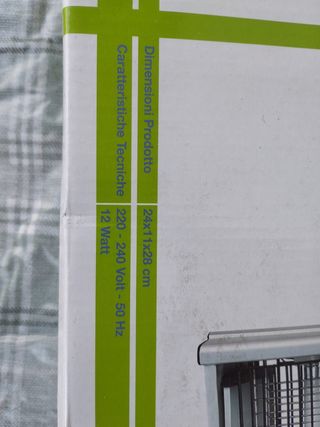 Dimensioni Prodotto 24x11x28 cm
Caratteristiche Tecniche 220 - 240 Volt - 50 Hz
12 Watt